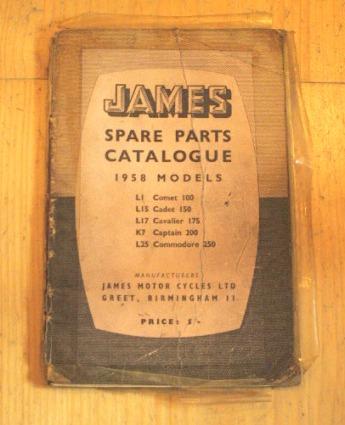 JAMES
SPARE PARTS
CATALOGUE
1958 MODELS
L1 Comet 100
L15 Cadet 150
L17 Cavalier 175
K7 Captain 200
L25 Commodore 250
MANUFACTURERS
JAMES MOTOR CYCLES LTD
GREET, BIRMINGHAM 11
PRICE: 5/-